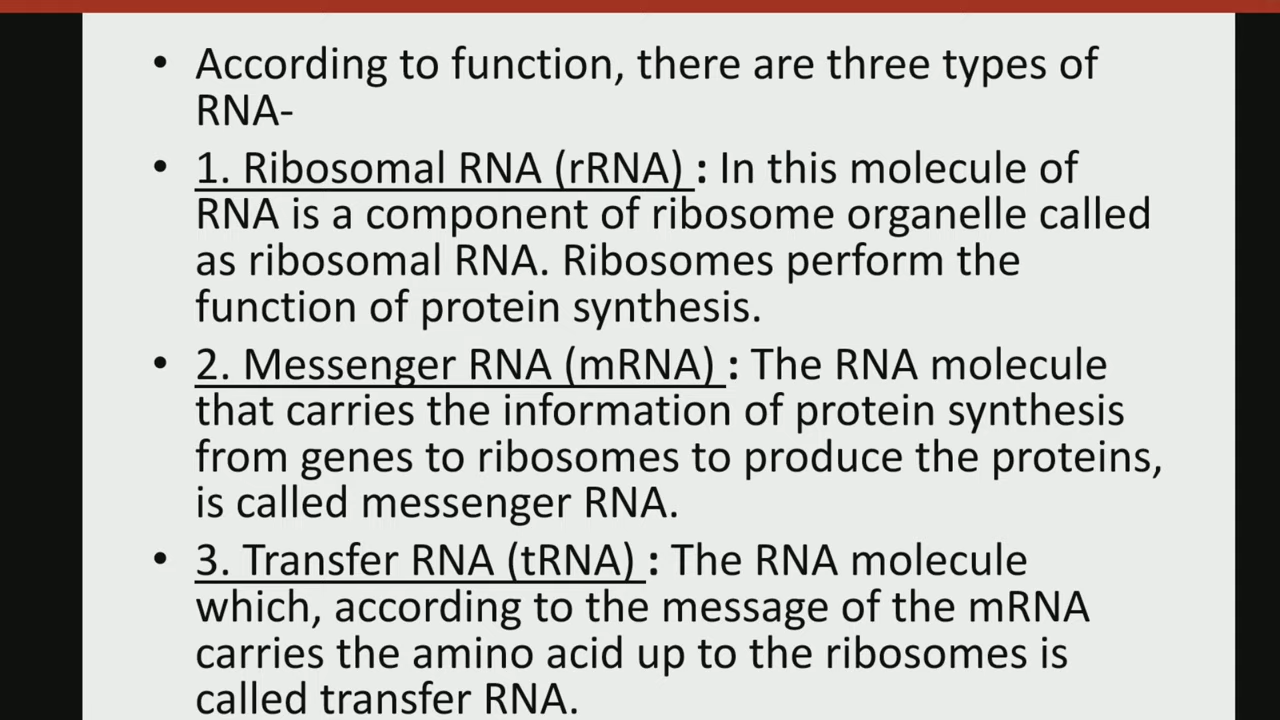 • According to function, there are three types of
RNA-
• 1. Ribosomal RNA (rRNA) : In this molecule of
RNA is a component of ribosome organelle called
as ribosomal RNA. Ribosomes perform the
function of protein synthesis.
• 2. Messenger RNA (mRNA) : The RNA molecule
that carries the information of protein synthesis
from genes to ribosomes to produce the proteins,
is called messenger RNA.
• 3. Transfer RNA (tRNA) : The RNA molecule
which, according to the message of the mRNA
carries the amino acid up to the ribosomes is
called transfer RNA.